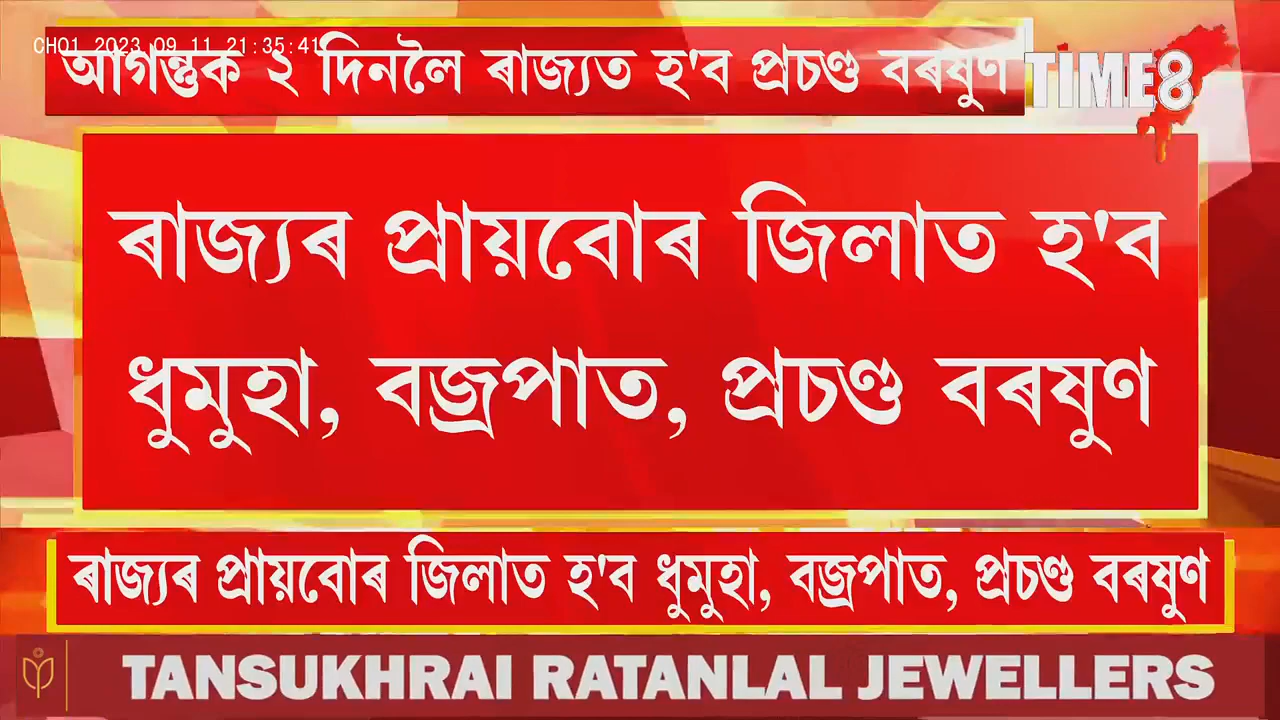 CH01 2023 09 11 21:35:41
আগন্তুক ২ দিনলৈ ৰাজ্যত হ'ব প্ৰচণ্ড বৰষুণ
TIME8
ৰাজ্যৰ প্ৰায়বোৰ জিলাত হ'ব
ধুমুহা, বজ্ৰপাত, প্ৰচণ্ড বৰষুণ
ৰাজ্যৰ প্ৰায়বোৰ জিলাত হ'ব ধুমুহা, বজ্ৰপাত, প্ৰচণ্ড বৰষুণ
TANSUKHRAI RATANLAL JEWELLERS